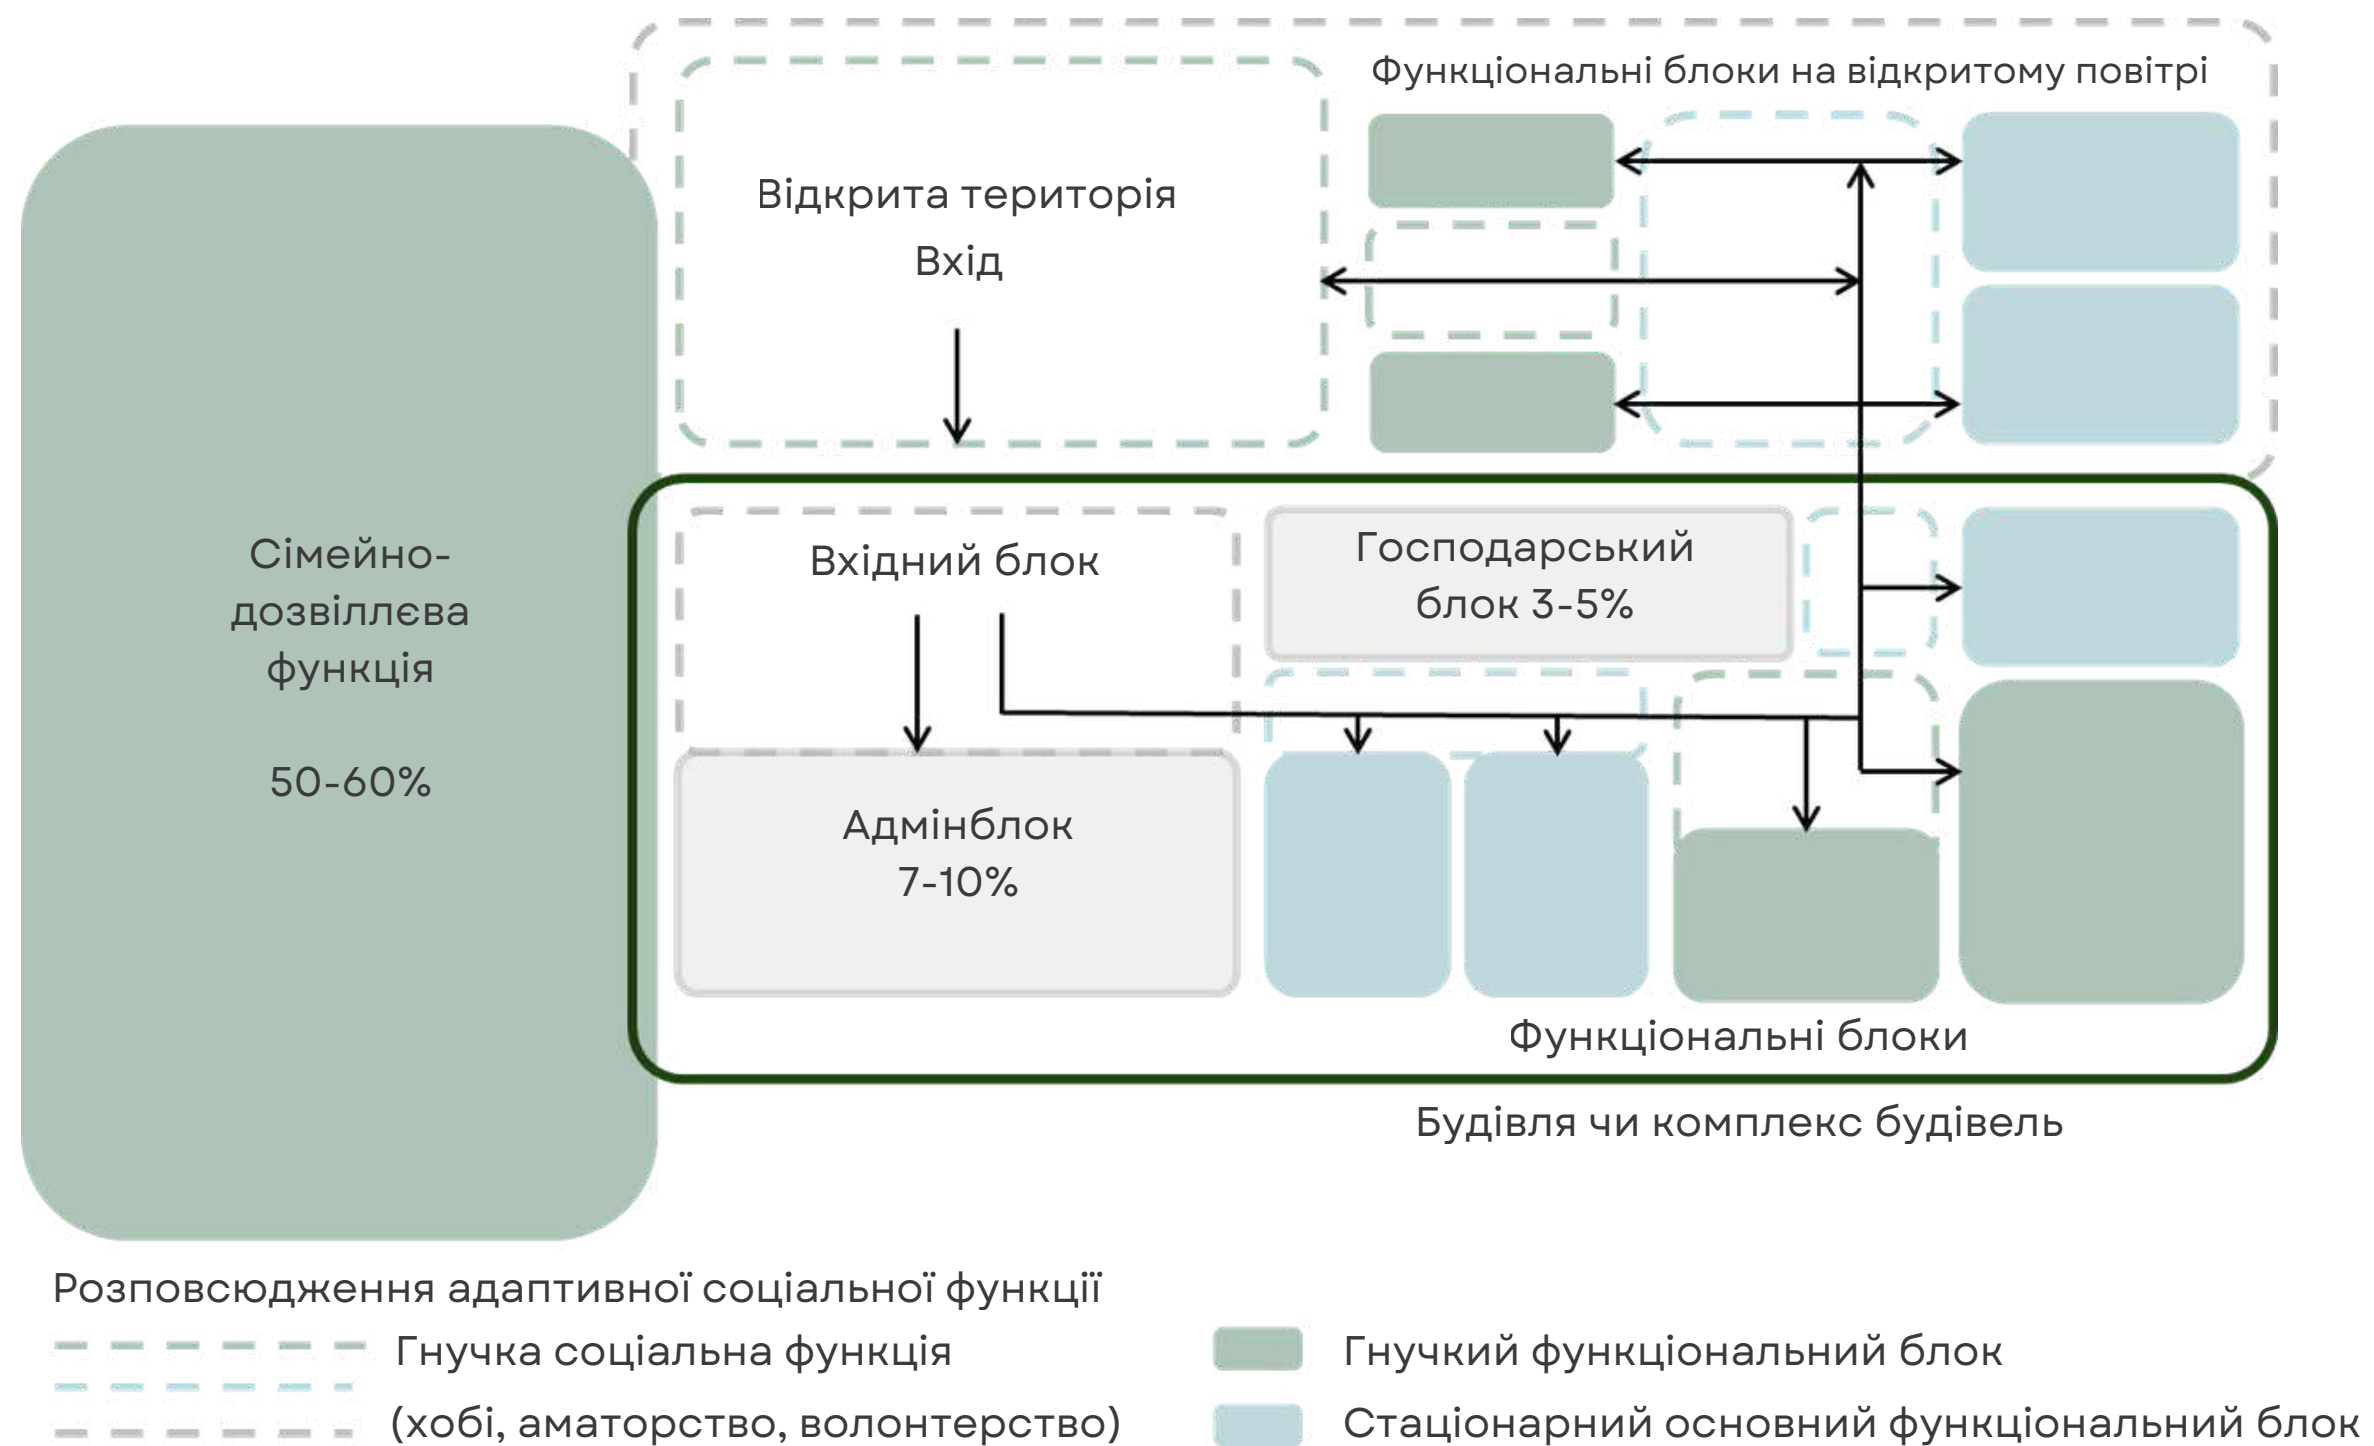 Функціональні блоки на відкритому повітрі
Відкрита територія
Вхід
Сімейно-
дозвіллєва
функція
50-60%
Вхідний блок
Господарський
блок 3-5%
Адмінблок
7-10%
Функціональні блоки
Будівля чи комплекс будівель
Розповсюдження адаптивної соціальної функції
Гнучка соціальна функція
(хобі, аматорство, волонтерство)
Гнучкий функціональний блок
Стаціонарний основний функціональний блок